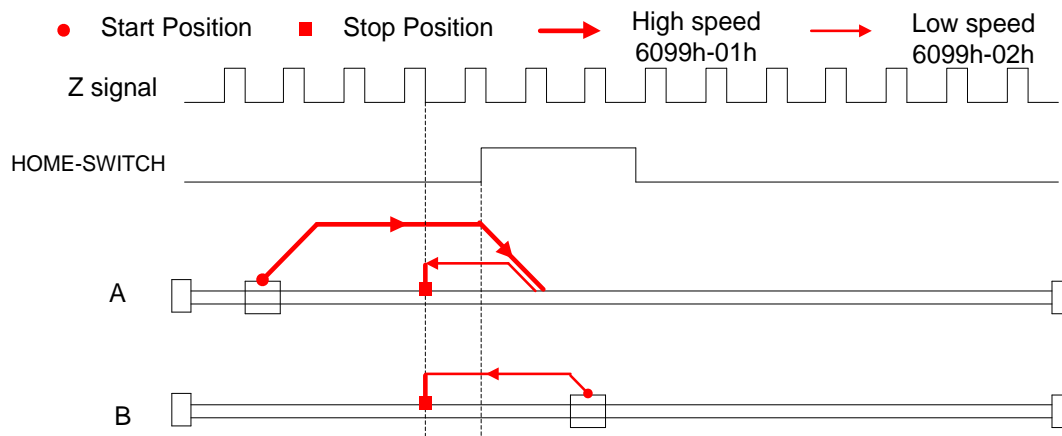 Start Position
Stop Position
High speed
6099h-01h
Low speed
6099h-02h
Z signal
HOME-SWITCH
A
B